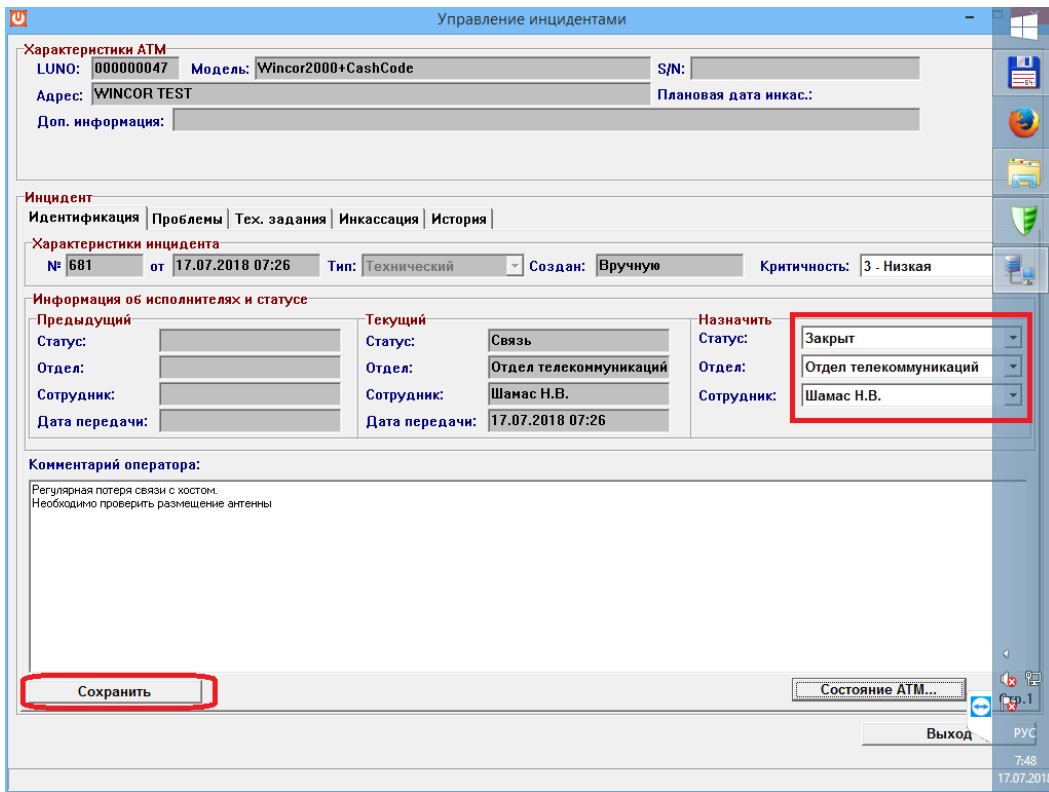 Управление инцидентами
Характеристики АТМ
LUNO: 000000047 Модель: Wincor2000+CashCode S/N:
Адрес: WINCOR TEST Плановая дата инкас.:
Доп. информация:
Инцидент
Идентификация Проблемы Тех. задания Инкассация История
Характеристики инцидента
№ 681 от 17.07.2018 07:26 Тип: Технический Создан: Вручную Критичность: 3 - Низкая
Информация об исполнителях и статусе
Предыдущий Текущий Назначить
Статус: Статус: Связь Статус: Закрыт
Отдел: Отдел: Отдел телекоммуникаций Отдел: Отдел телекоммуникаций
Сотрудник: Сотрудник: Шамас Н.В. Сотрудник: Шамас Н.В.
Дата передачи: Дата передачи: 17.07.2018 07:26
Комментарий оператора:
Регулярная потеря связи с хостом.
Необходимо проверить размещение антенны
Сохранить Состояние АТМ... Стр.1
Выход РУС
7:48
17.07.201